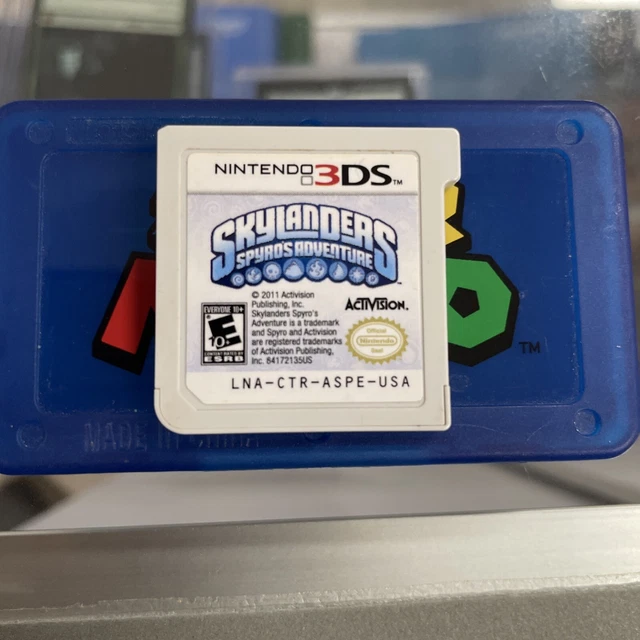 NINTENDO 3DS™
SKYLANDERS
SPYRO'S ADVENTURE
© 2011 Activision
Publishing, Inc.
Skylanders Spyro's
Adventure is a trademark
and Spyro and Activision
are registered trademarks
of Activision Publishing,
Inc. 84172135US
EVERYONE 10+
E
10+
CONTENT RATED BY
ESRB
ACTIVISION.
Official
Nintendo
Seal
LNA-CTR-ASPE-USA
TM
MADE IN CHINA